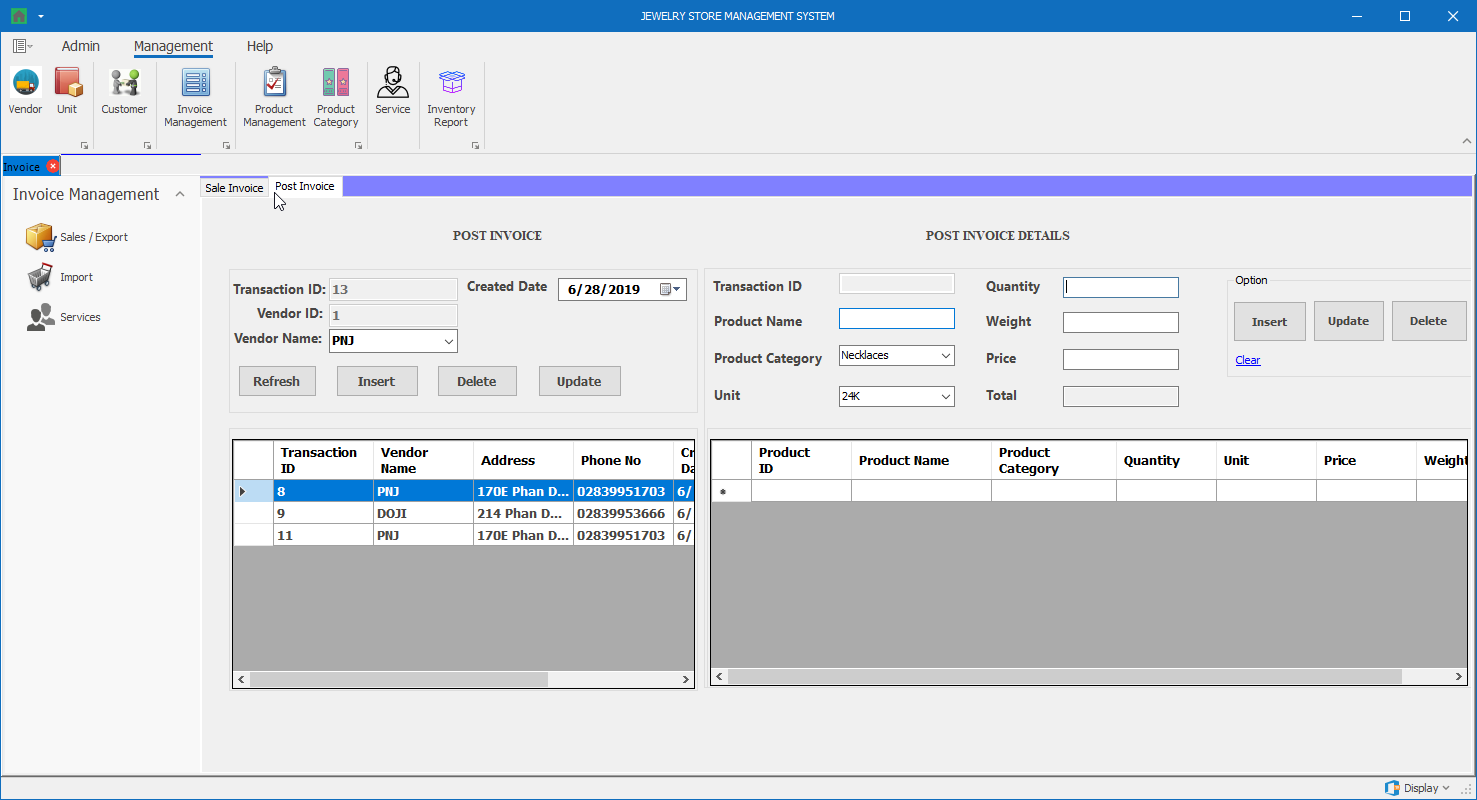 JEWELRY STORE MANAGEMENT SYSTEM
Admin Management Help
Vendor Unit Customer Invoice Management Product Management Product Category Service Inventory Report
Invoice
Invoice Management
Sales / Export
Import
Services
Sale Invoice Post Invoice
POST INVOICE
Transaction ID: 13 Created Date 6/28/2019
Vendor ID: 1
Vendor Name: PNJ
Refresh Insert Delete Update
Transaction ID Vendor Name Address Phone No Cr Da
8 PNJ 170E Phan D... 02839951703 6/
9 DOJI 214 Phan D... 02839953666 6/
11 PNJ 170E Phan D... 02839951703 6/
POST INVOICE DETAILS
Transaction ID Quantity
Product Name Weight
Product Category Necklaces Price
Unit 24K Total
Option
Insert Update Delete
Clear
Product ID Product Name Product Category Quantity Unit Price Weight
Display